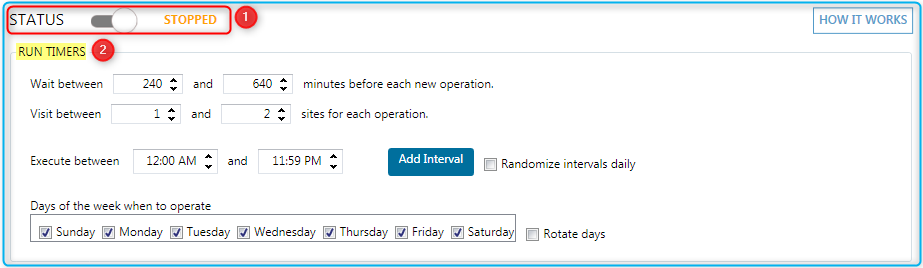 STATUS STOPPED 1 HOW IT WORKS
RUN TIMERS 2
Wait between 240 and 640 minutes before each new operation.
Visit between 1 and 2 sites for each operation.
Execute between 12:00 AM and 11:59 PM Add Interval Randomize intervals daily
Days of the week when to operate
Sunday Monday Tuesday Wednesday Thursday Friday Saturday Rotate days